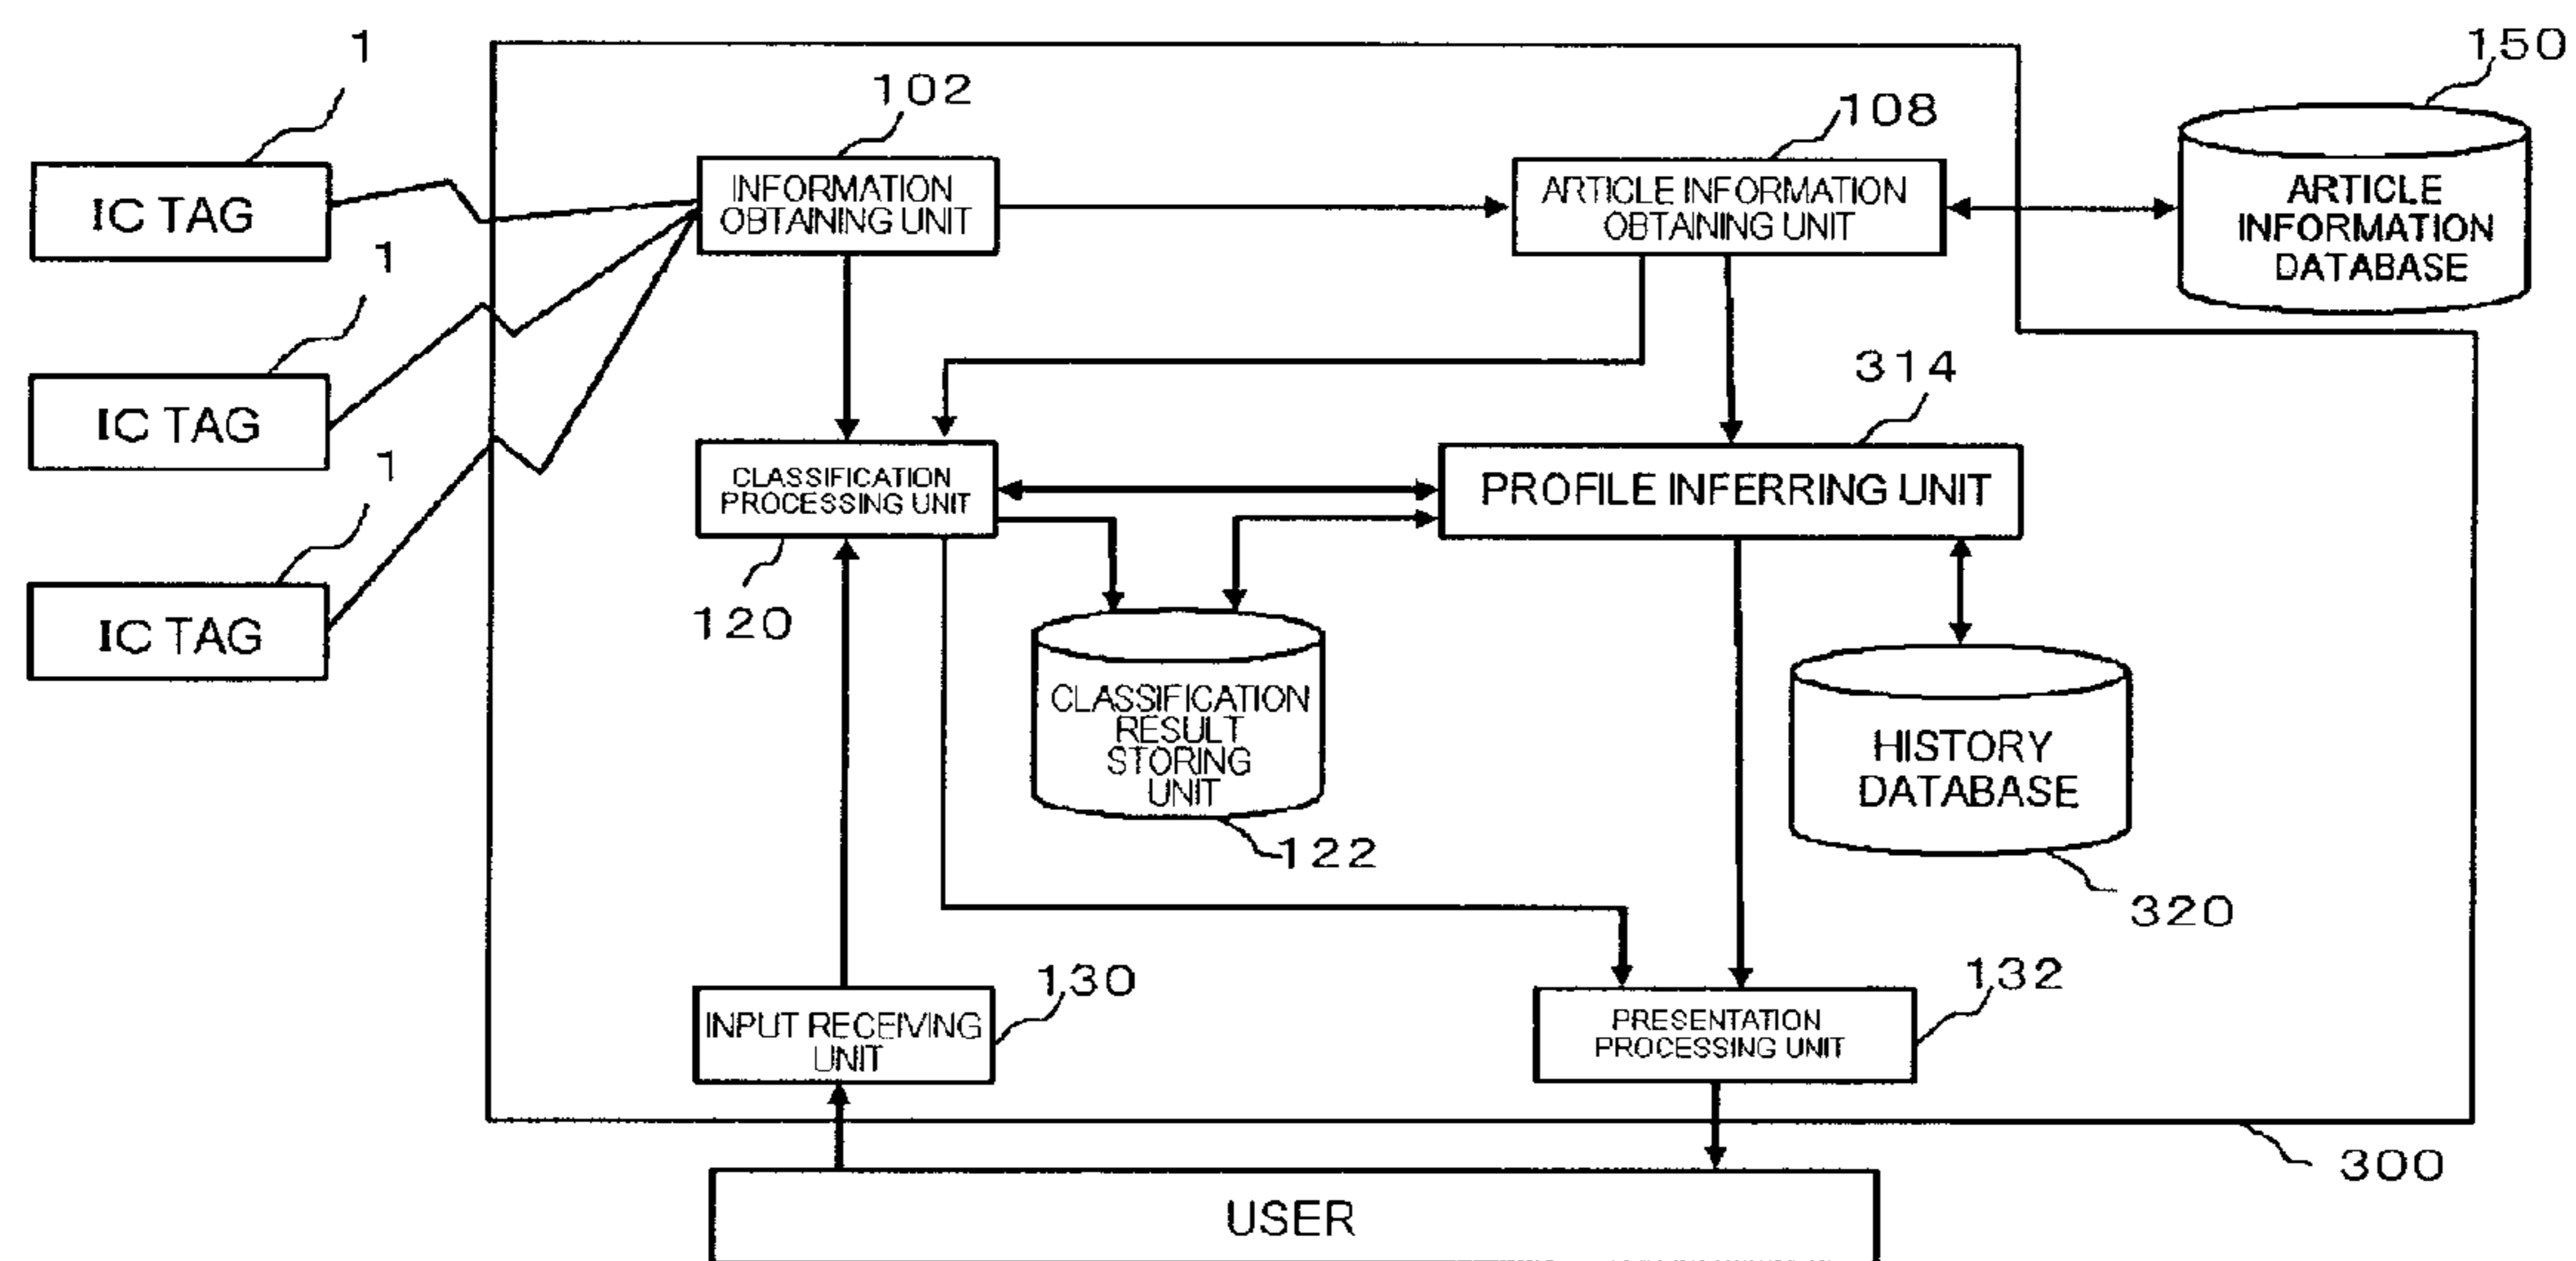 1
150
102
108
IC TAG
INFORMATION
OBTAINING UNIT
ARTICLE INFORMATION
OBTAINING UNIT
ARTICLE
INFORMATION
DATABASE
1
IC TAG
314
1
CLASSIFICATION
PROCESSING UNIT
PROFILE INFERRING UNIT
IC TAG
120
CLASSIFICATION
RESULT
STORING
UNIT
HISTORY
DATABASE
122
320
130
132
INPUT RECEIVING
UNIT
PRESENTATION
PROCESSING UNIT
300
USER